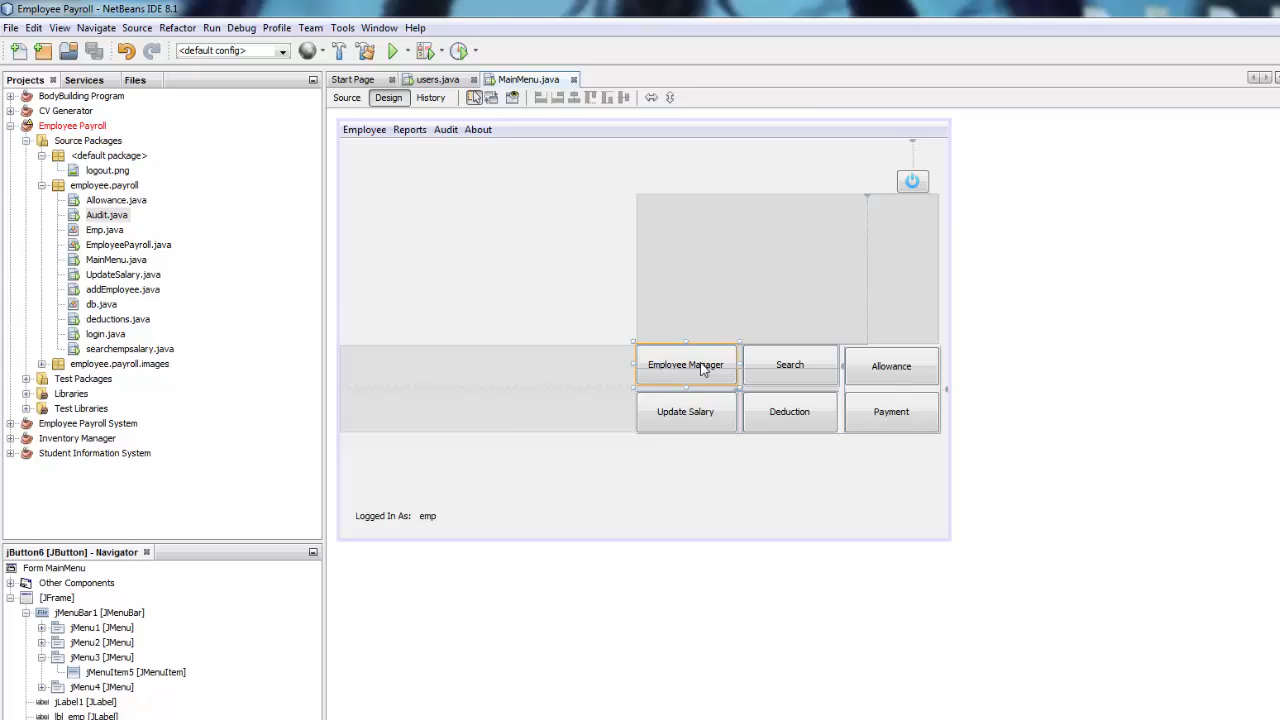 Employee Payroll - NetBeans IDE 8.1
File Edit View Navigate Source Refactor Run Debug Profile Team Tools Window Help
<default config>
Projects Services Files
Start Page users.java MainMenu.java
Source Design History
BodyBuilding Program
CV Generator
Employee Payroll
Source Packages
<default package>
logout.png
employee.payroll
Allowance.java
Audit.java
Emp.java
EmployeePayroll.java
MainMenu.java
UpdateSalary.java
addEmployee.java
db.java
deductions.java
login.java
searchempsalary.java
employee.payroll.images
Test Packages
Libraries
Test Libraries
Employee Payroll System
Inventory Manager
Student Information System
Employee Reports Audit About
Employee Manager Search Allowance
Update Salary Deduction Payment
Logged In As: emp
jButton6 [JButton] - Navigator
Form MainMenu
Other Components
[JFrame]
jMenuBar1 [JMenuBar]
jMenu1 [JMenu]
jMenu2 [JMenu]
jMenu3 [JMenu]
jMenuItem5 [JMenuItem]
jMenu4 [JMenu]
jLabel1 [JLabel]
lbl_emp [JLabel]